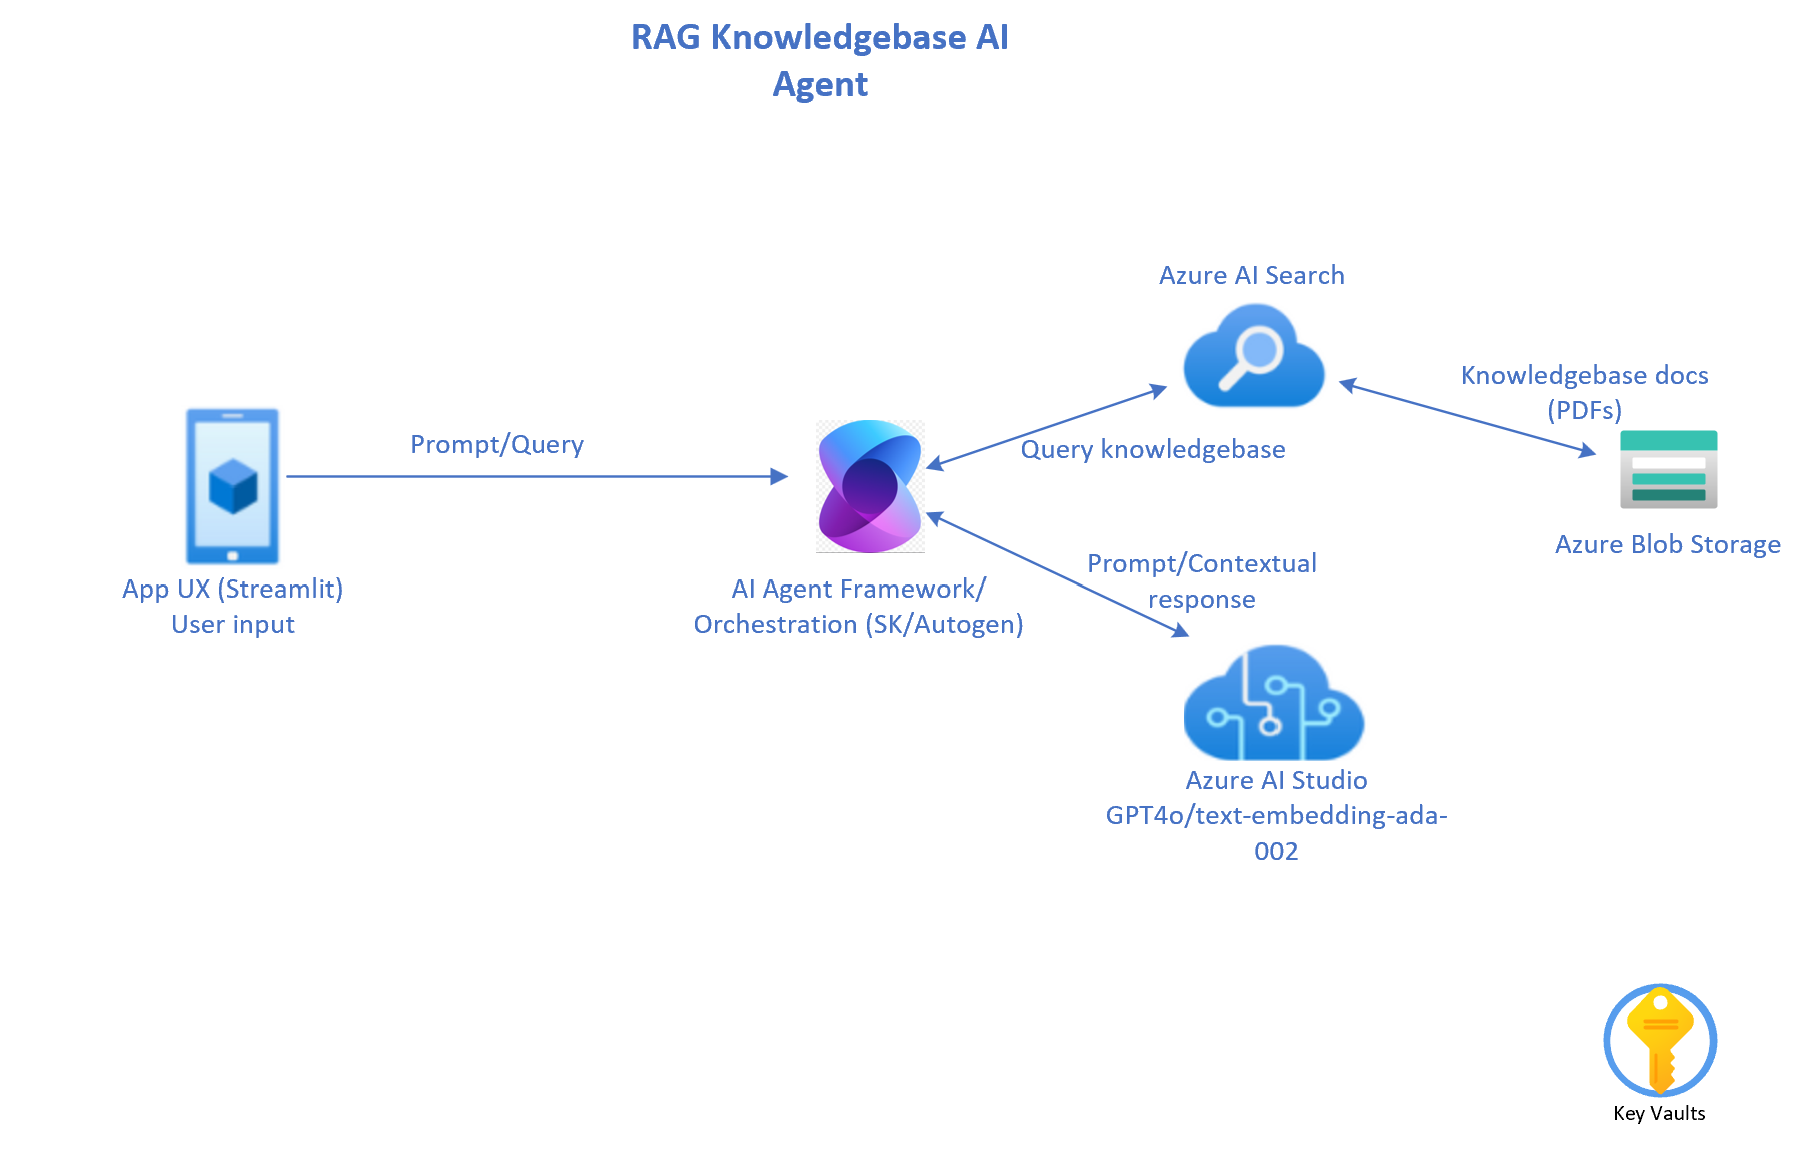 RAG Knowledgebase AI
Agent
Azure AI Search
Knowledgebase docs
(PDFs)
Prompt/Query
Query knowledgebase
Azure Blob Storage
Prompt/Contextual
response
App UX (Streamlit)
User input
AI Agent Framework/
Orchestration (SK/Autogen)
Azure AI Studio
GPT4o/text-embedding-ada-
002
Key Vaults